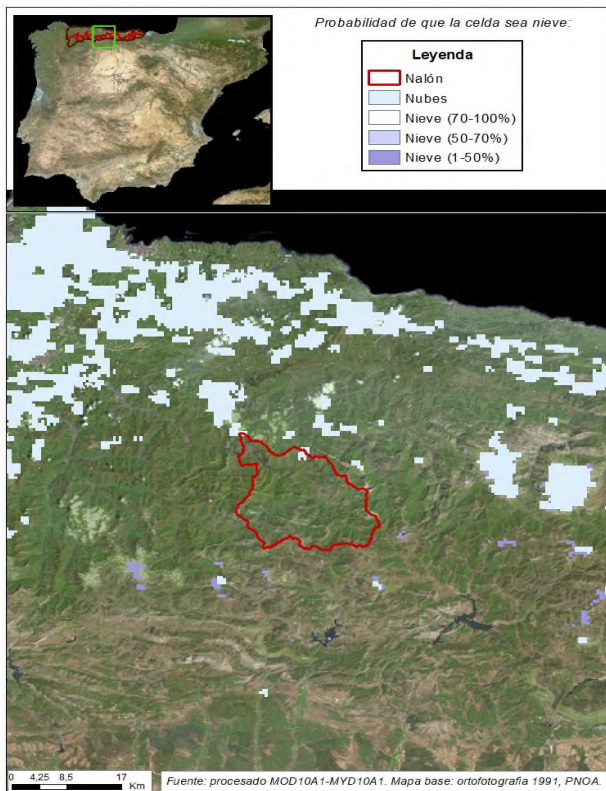 Probabilidad de que la celda sea nieve:
Leyenda
Nalón
Nubes
Nieve (70-100%)
Nieve (50-70%)
Nieve (1-50%)
0 4,25 8,5 17
Km
Fuente: procesado MOD10A1-MYD10A1. Mapa base: ortofotografía 1991, PNOA.